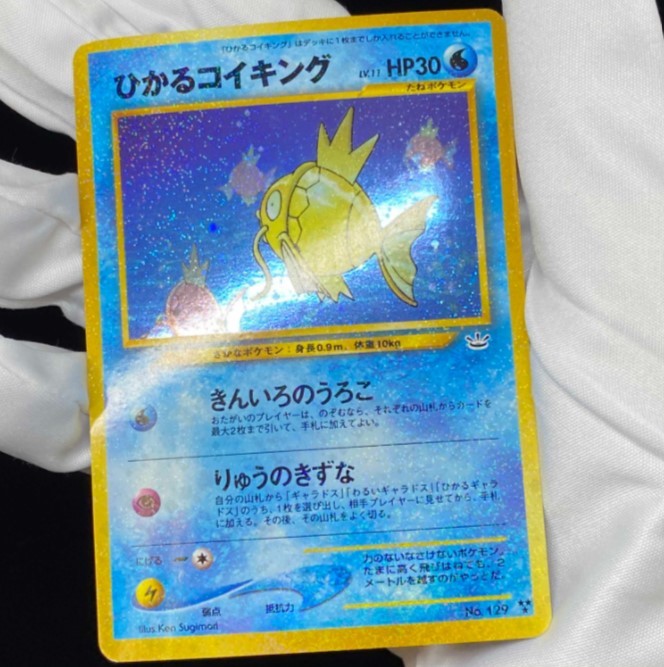 「ひかるコイキング」はデッキに1枚までしか入れることができません。
ひかるコイキング LV.11 HP30
たねポケモン
さかなポケモン：身長0.9m、体重10kg
きんいろのうろこ
おたがいのプレイヤーは、のぞむなら、それぞれの山札からカードを
最大2枚まで引いて、手札に加えてよい。
りゅうのきずな
自分の山札から「ギャラドス」「わるいギャラドス」「ひかるギャラ
ドス」のうち、1枚を選び出し、相手プレイヤーに見せてから、手札
に加える。その後、その山札をよく切る。
にげる
力のないなさけないポケモン。
たまに高く飛びはねても、2
メートルを越すのがやっとだ。
弱点 抵抗力
No.129
Illus.Ken Sugimori